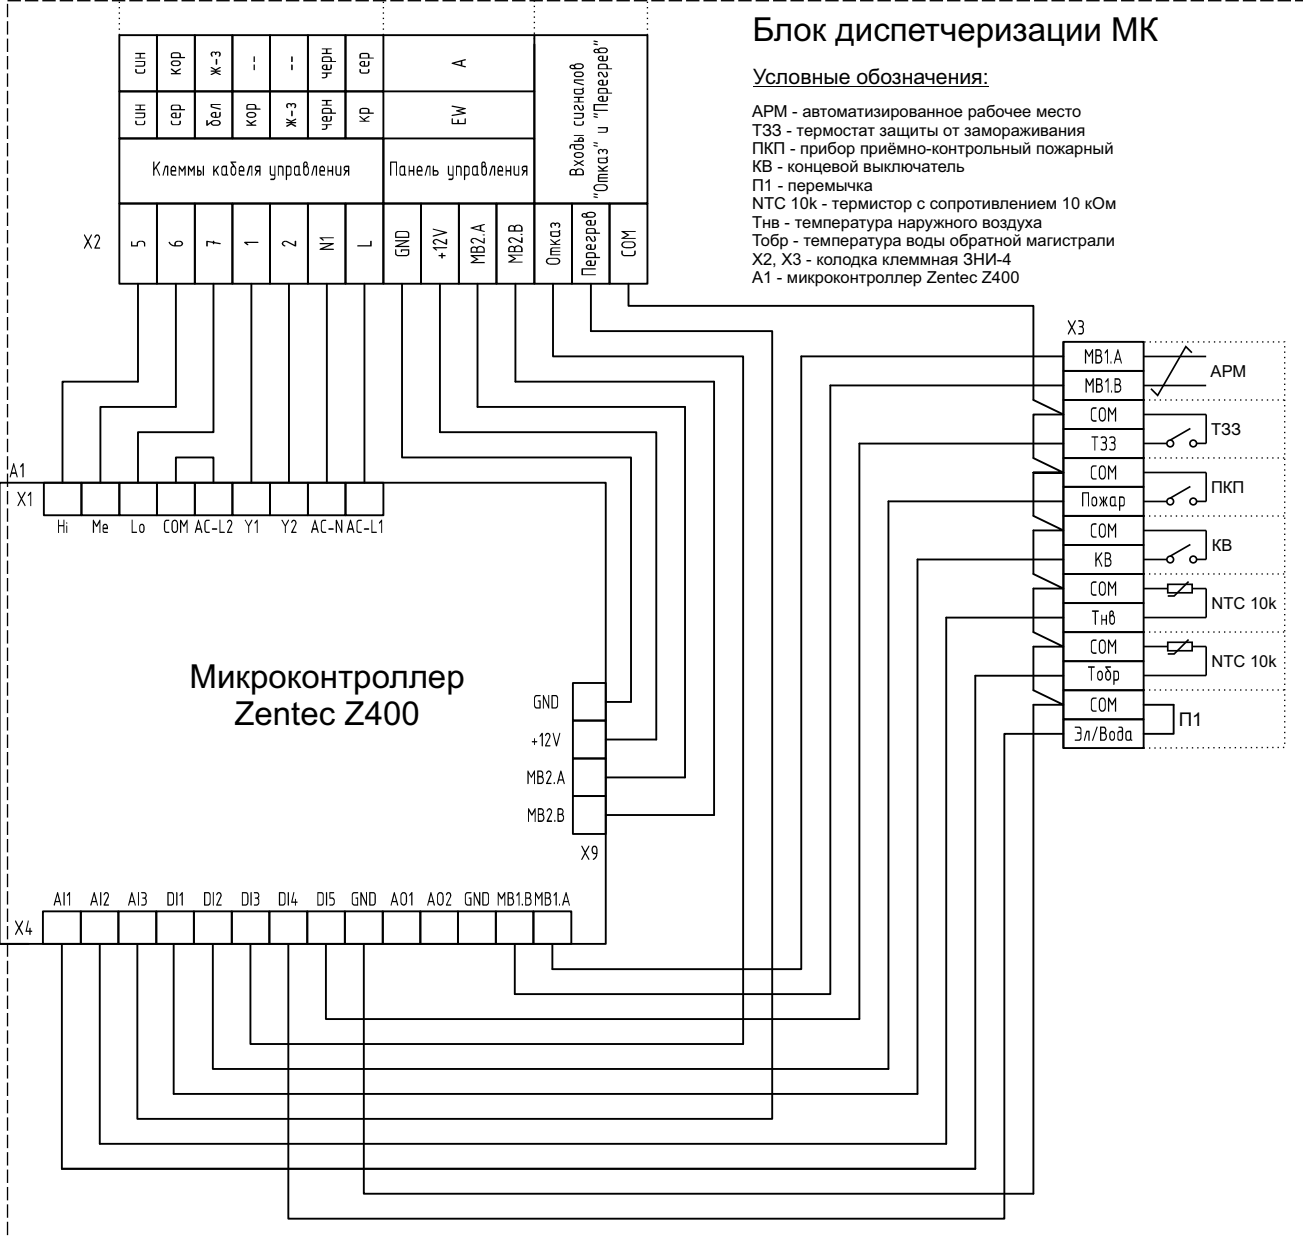 Блок диспетчеризации МК
Условные обозначения:
АРМ - автоматизированное рабочее место
ТЗЗ - термостат защиты от замораживания
ПКП - прибор приёмно-контрольный пожарный
КВ - концевой выключатель
П1 - перемычка
NTC 10k - термистор с сопротивлением 10 кОм
Тнв - температура наружного воздуха
Тобр - температура воды обратной магистрали
X2, X3 - колодка клеммная ЗНИ-4
A1 - микроконтроллер Zentec Z400
син кор ж-з -- -- черн сер А
син сер бел кор ж-з черн кр EW
Клеммы кабеля управления
Панель управления
Входы сигналов
"Отказ" и "Перегрев"
X2
5 6 7 1 2 N1 L GND +12V MB2.A MB2.B Отказ Перегрев COM
X3
MB1.A
MB1.B
АРМ
COM
ТЗЗ
ТЗЗ
COM
Пожар
ПКП
COM
КВ
КВ
COM
Тнв
NTC 10k
COM
Тобр
NTC 10k
COM
Эл/Вода
П1
A1
X1
Hi Me Lo COM AC-L2 Y1 Y2 AC-N AC-L1
Микроконтроллер
Zentec Z400
GND
+12V
MB2.A
MB2.B
X9
AI1 AI2 AI3 DI1 DI2 DI3 DI4 DI5 GND AO1 AO2 GND MB1.B MB1.A
X4